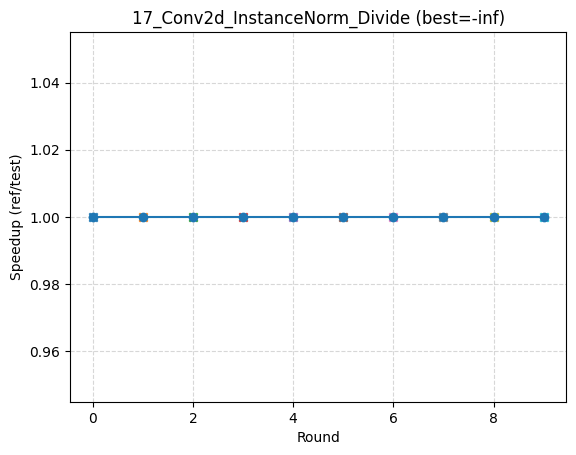 17_Conv2d_InstanceNorm_Divide (best=-inf)
Speedup (ref/test)
1.04
1.02
1.00
0.98
0.96
0 2 4 6 8
Round